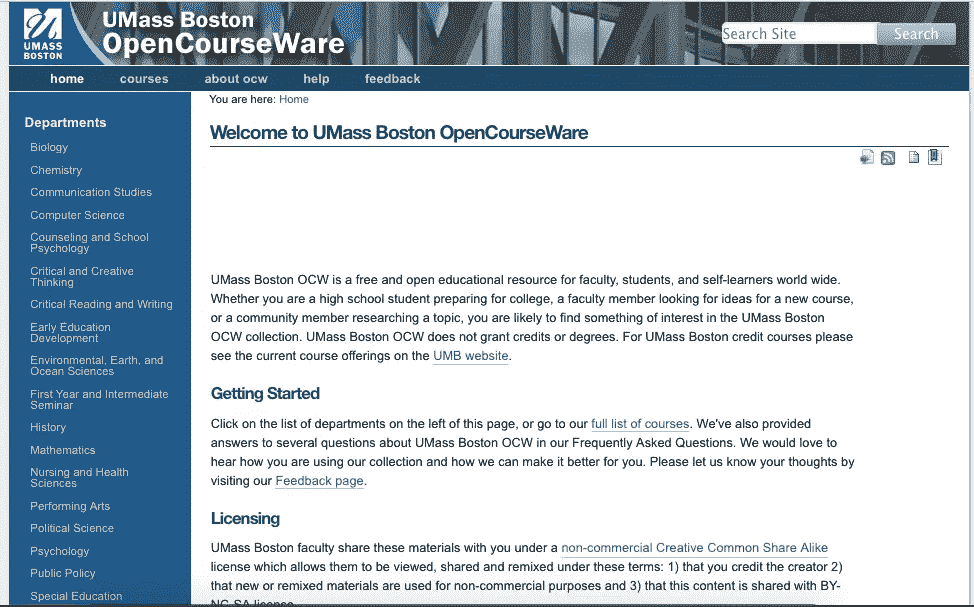 UMASS
BOSTON
UMass Boston
OpenCourseWare
Search Site
Search
home courses about ocw help feedback
You are here: Home
Departments
Biology
Chemistry
Communication Studies
Computer Science
Counseling and School
Psychology
Critical and Creative
Thinking
Critical Reading and Writing
Early Education
Development
Environmental, Earth, and
Ocean Sciences
First Year and Intermediate
Seminar
History
Mathematics
Nursing and Health
Sciences
Performing Arts
Political Science
Psychology
Public Policy
Special Education
Welcome to UMass Boston OpenCourseWare
UMass Boston OCW is a free and open educational resource for faculty, students, and self-learners world wide.
Whether you are a high school student preparing for college, a faculty member looking for ideas for a new course,
or a community member researching a topic, you are likely to find something of interest in the UMass Boston
OCW collection. UMass Boston OCW does not grant credits or degrees. For UMass Boston credit courses please
see the current course offerings on the UMB website.
Getting Started
Click on the list of departments on the left of this page, or go to our full list of courses. We've also provided
answers to several questions about UMass Boston OCW in our Frequently Asked Questions. We would love to
hear how you are using our collection and how we can make it better for you. Please let us know your thoughts by
visiting our Feedback page.
Licensing
UMass Boston faculty share these materials with you under a non-commercial Creative Common Share Alike
license which allows them to be viewed, shared and remixed under these terms: 1) that you credit the creator 2)
that new or remixed materials are used for non-commercial purposes and 3) that this content is shared with BY-
NC-SA license.